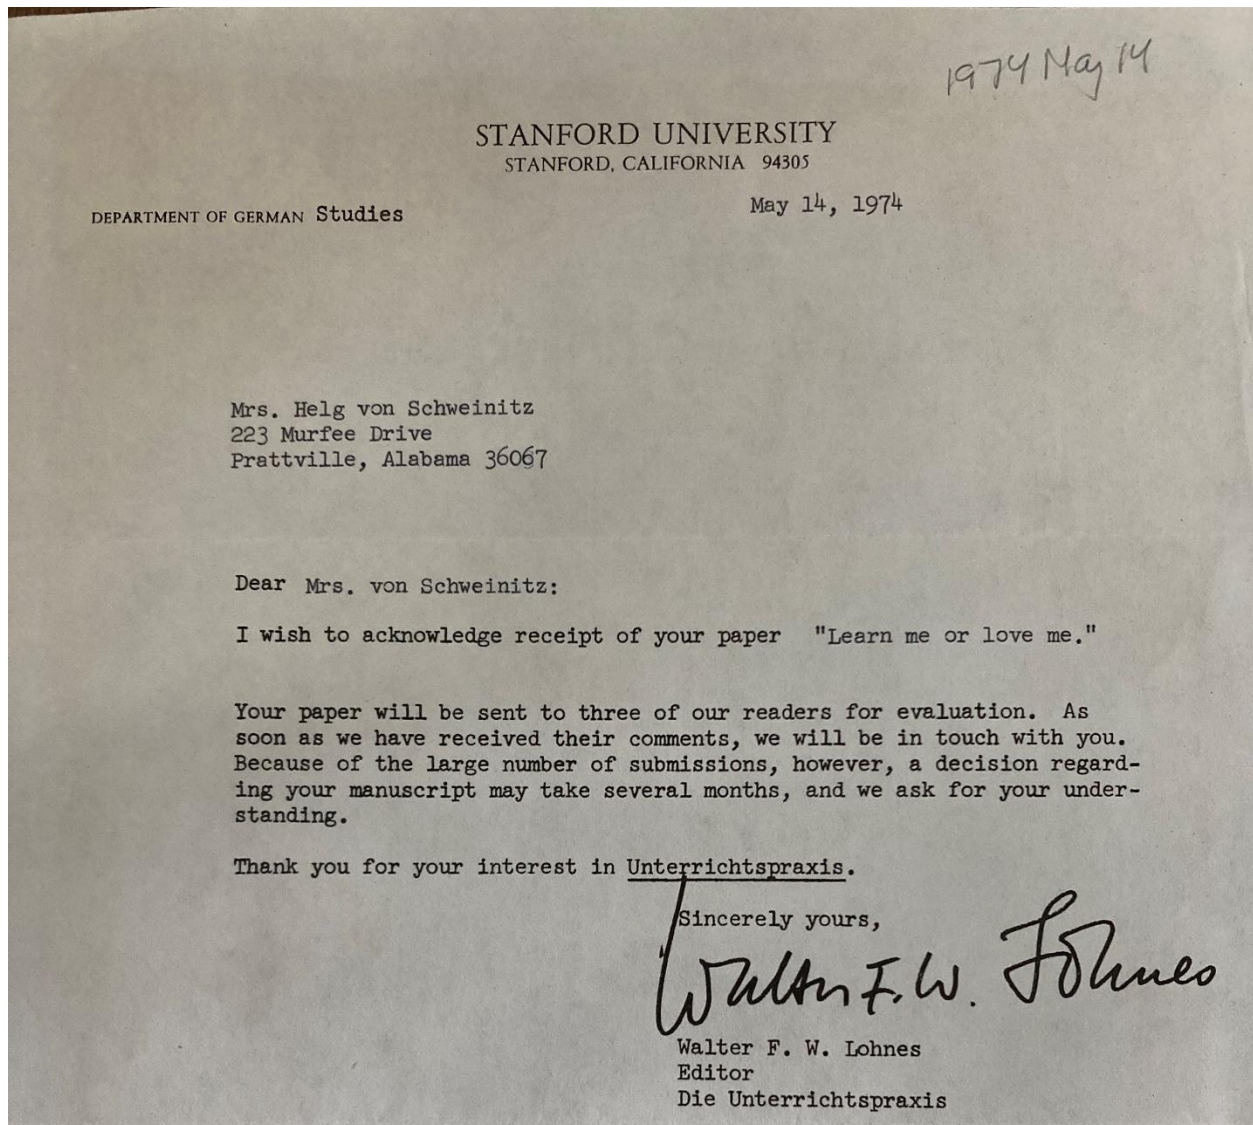 1974 May 14
STANFORD UNIVERSITY
STANFORD, CALIFORNIA 94305
DEPARTMENT OF GERMAN Studies
May 14, 1974
Mrs. Helg von Schweinitz
223 Murfee Drive
Prattville, Alabama 36067
Dear Mrs. von Schweinitz:
I wish to acknowledge receipt of your paper "Learn me or love me."
Your paper will be sent to three of our readers for evaluation. As
soon as we have received their comments, we will be in touch with you.
Because of the large number of submissions, however, a decision regard-
ing your manuscript may take several months, and we ask for your under-
standing.
Thank you for your interest in Unterrichtspraxis.
Sincerely yours,
Walter F.W. Lohnes
Walter F. W. Lohnes
Editor
Die Unterrichtspraxis